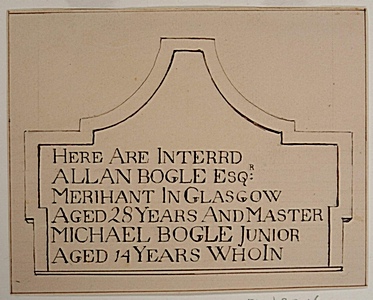 HERE ARE INTERRD
ALLAN BOGLE ESQR:
MERIHANT IN GLASGOW
AGED 28 YEARS AND MASTER
MICHAEL BOGLE JUNIOR
AGED 14 YEARS WHOIN